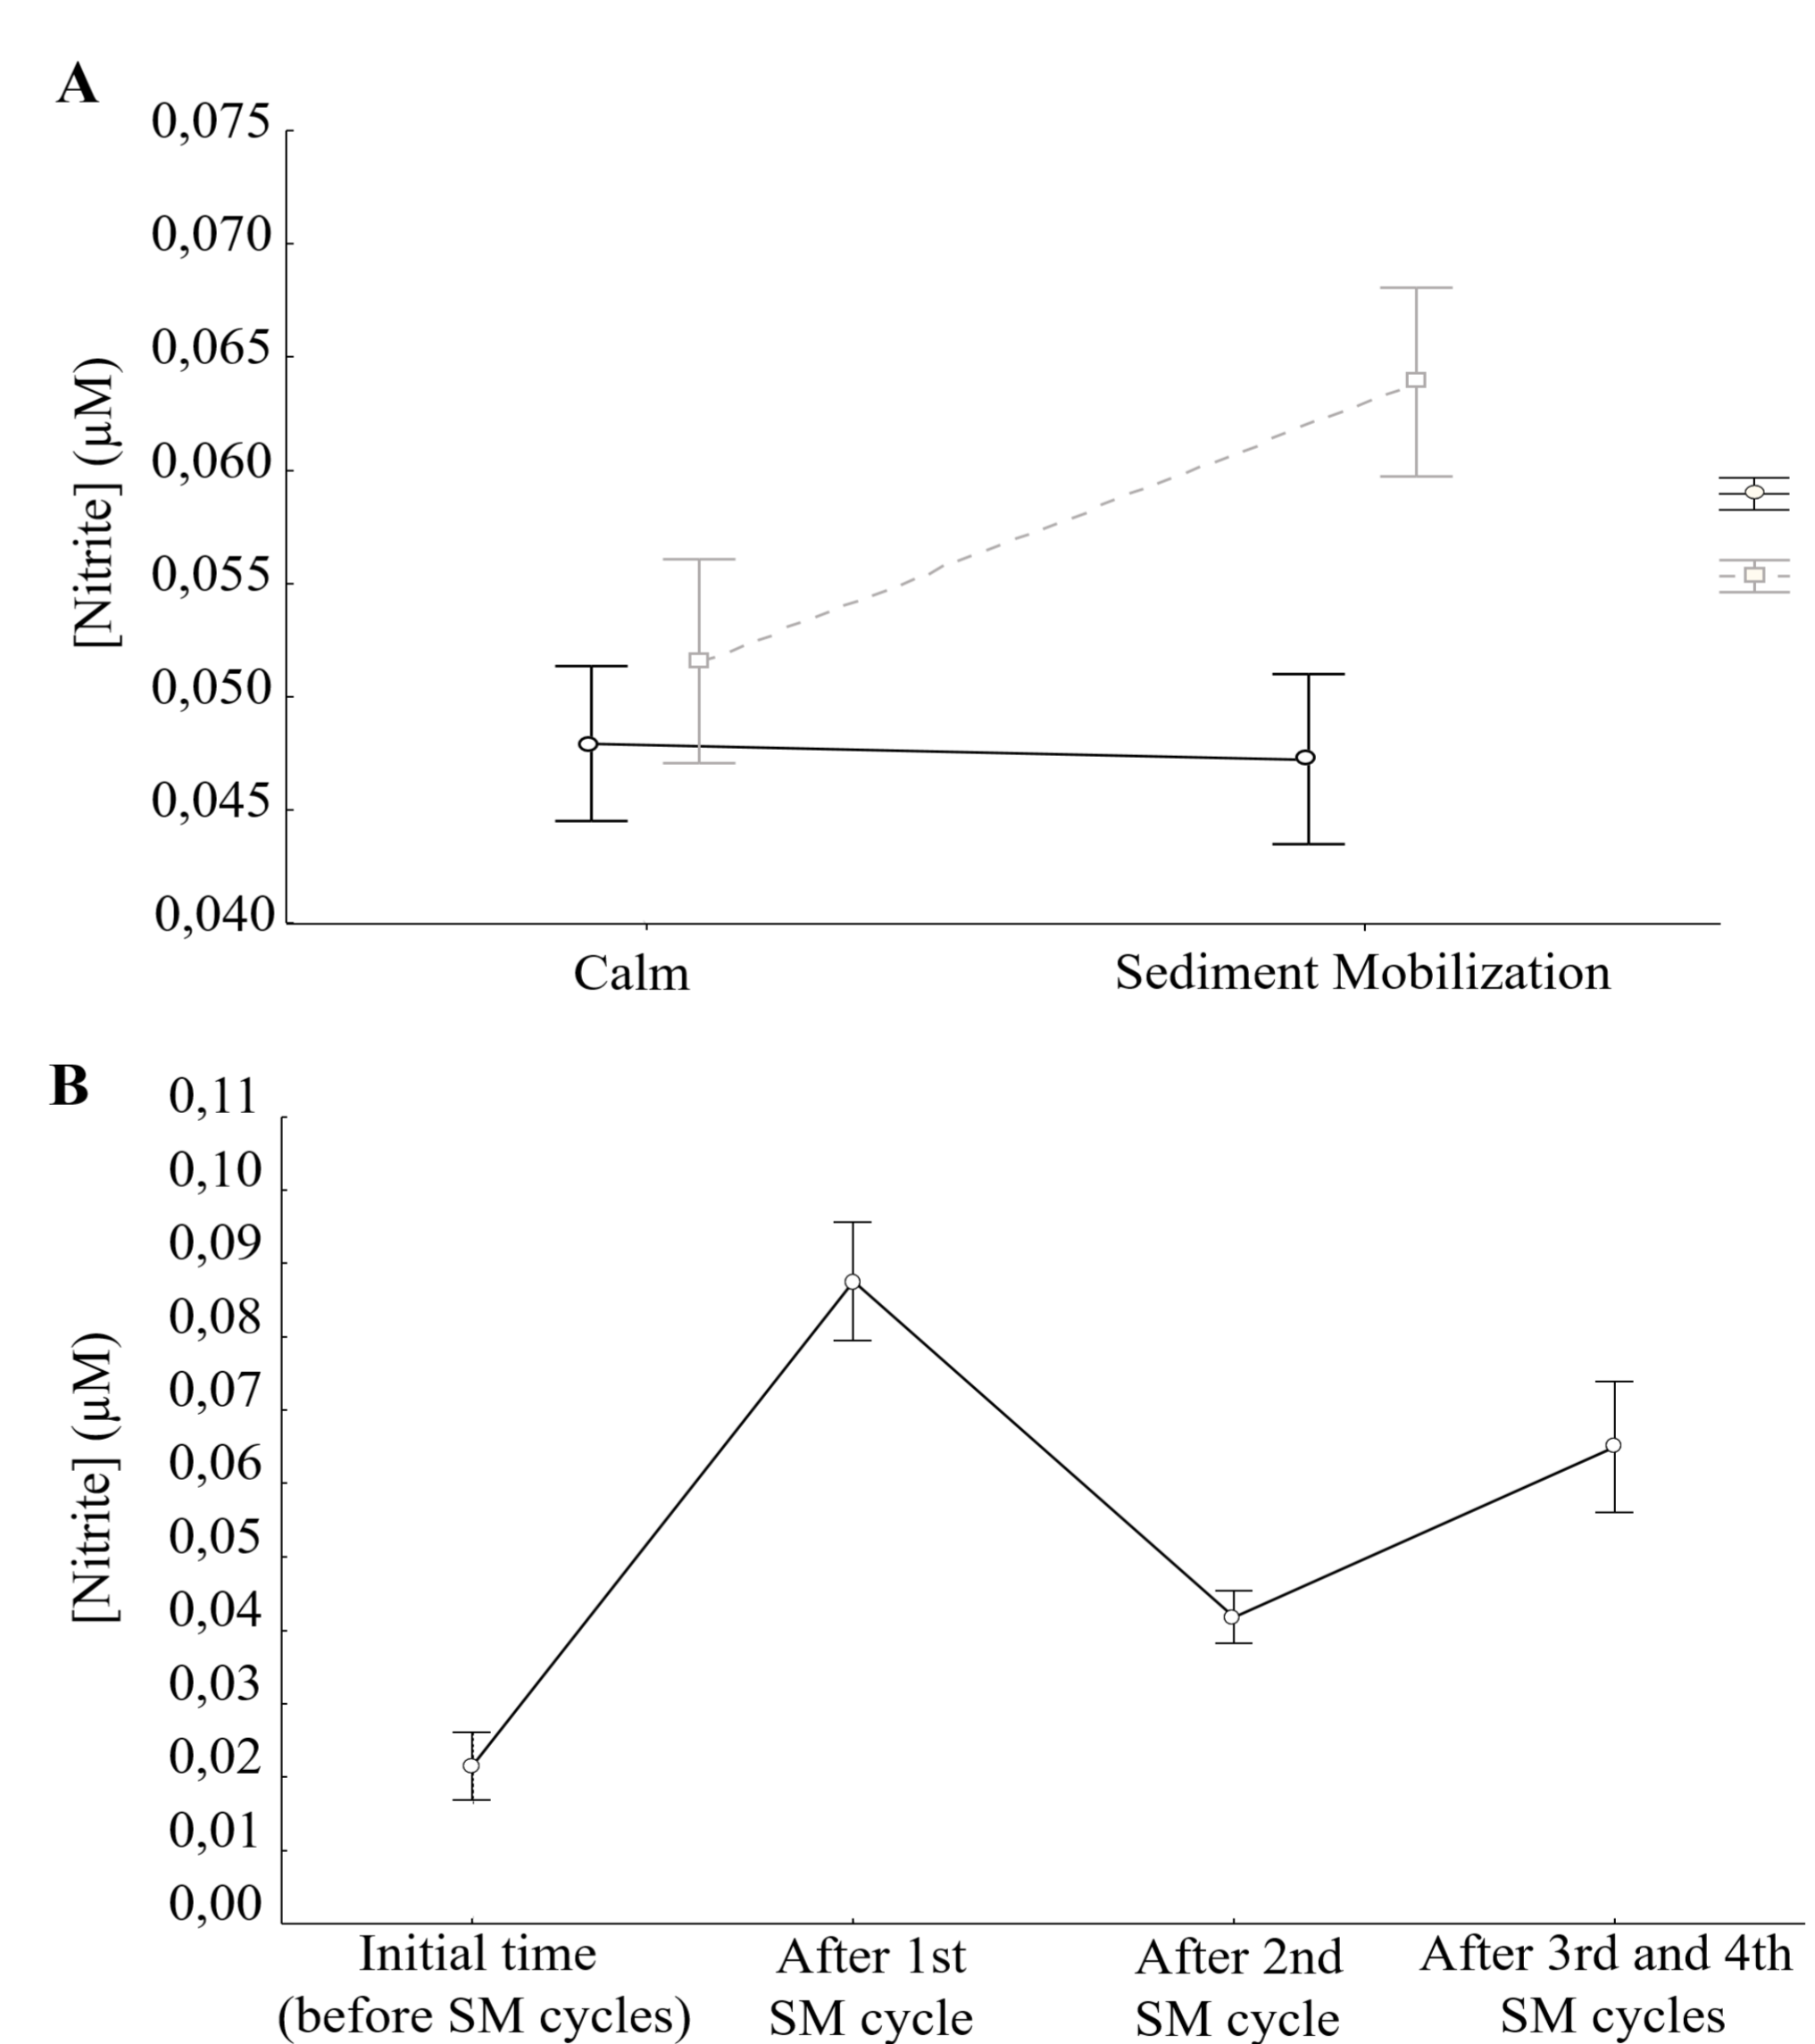 A
0,075
0,070
0,065
0,060
0,055
0,050
0,045
0,040
[Nitrite] (µM)
Calm
Sediment Mobilization
B
0,11
0,10
0,09
0,08
0,07
0,06
0,05
0,04
0,03
0,02
0,01
0,00
[Nitrite] (µM)
Initial time
(before SM cycles)
After 1st
SM cycle
After 2nd
SM cycle
After 3rd and 4th
SM cycles